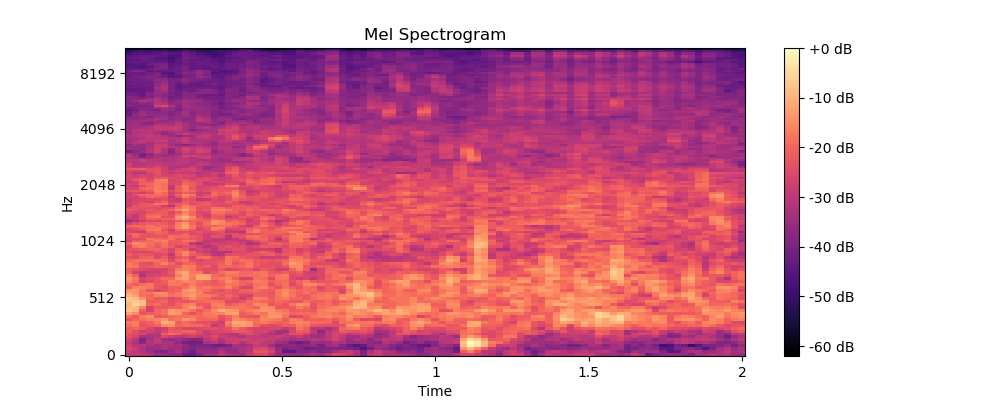 Mel Spectrogram
Hz
8192
4096
2048
1024
512
0
0
0.5
1
1.5
2
Time
+0 dB
-10 dB
-20 dB
-30 dB
-40 dB
-50 dB
-60 dB